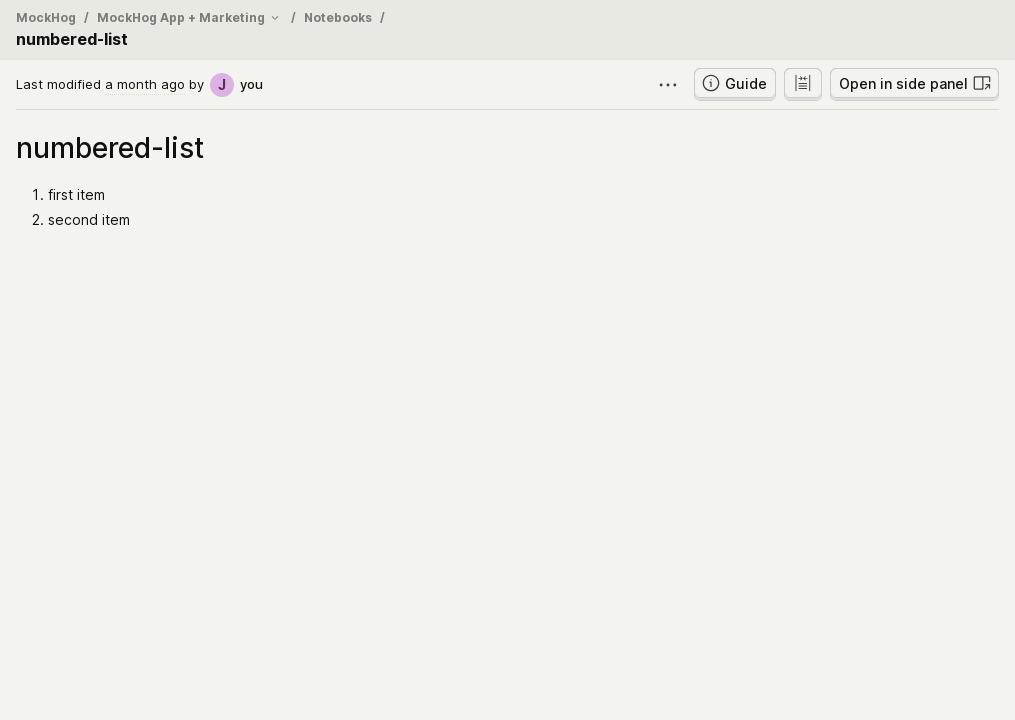 MockHog / MockHog App + Marketing / Notebooks /
numbered-list
Last modified a month ago by J you
Guide
Open in side panel
numbered-list
1. first item
2. second item